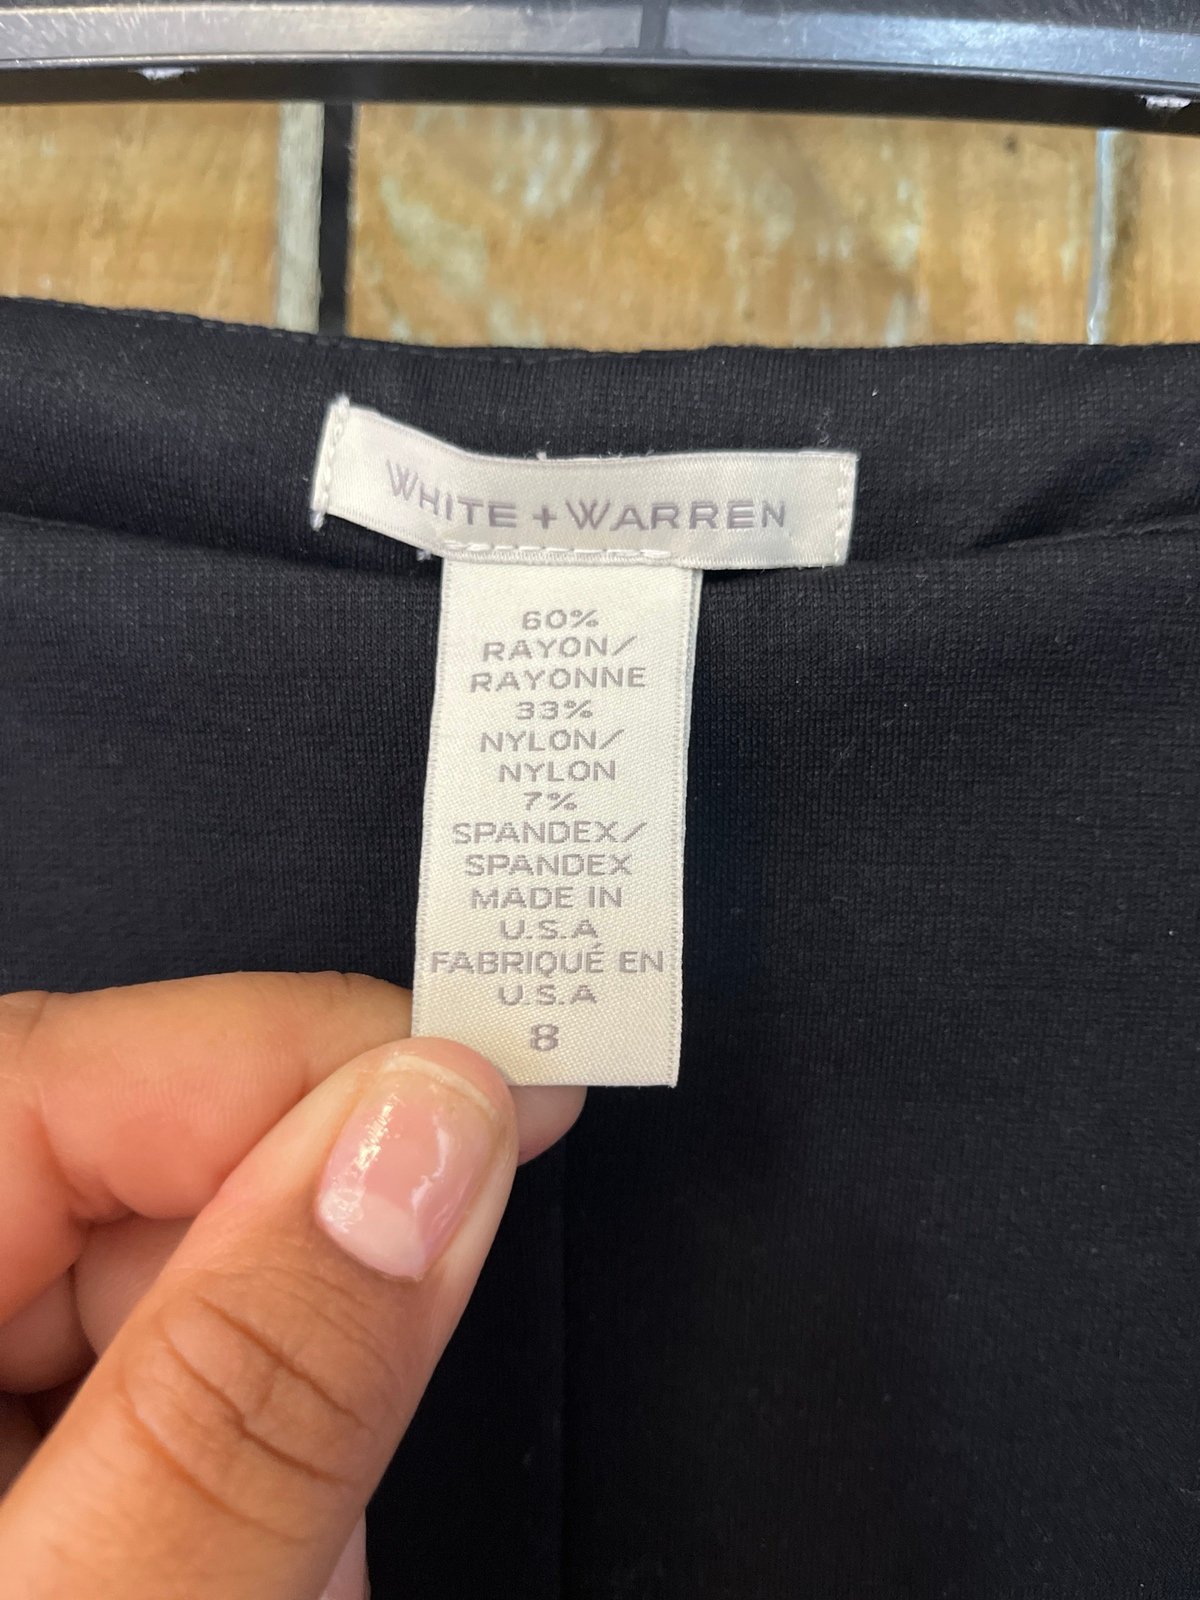 WHITE + WARREN
60%
RAYON/
RAYONNE
33%
NYLON/
NYLON
7%
SPANDEX/
SPANDEX
MADE IN
U.S.A
FABRIQUÉ EN
U.S.A
8